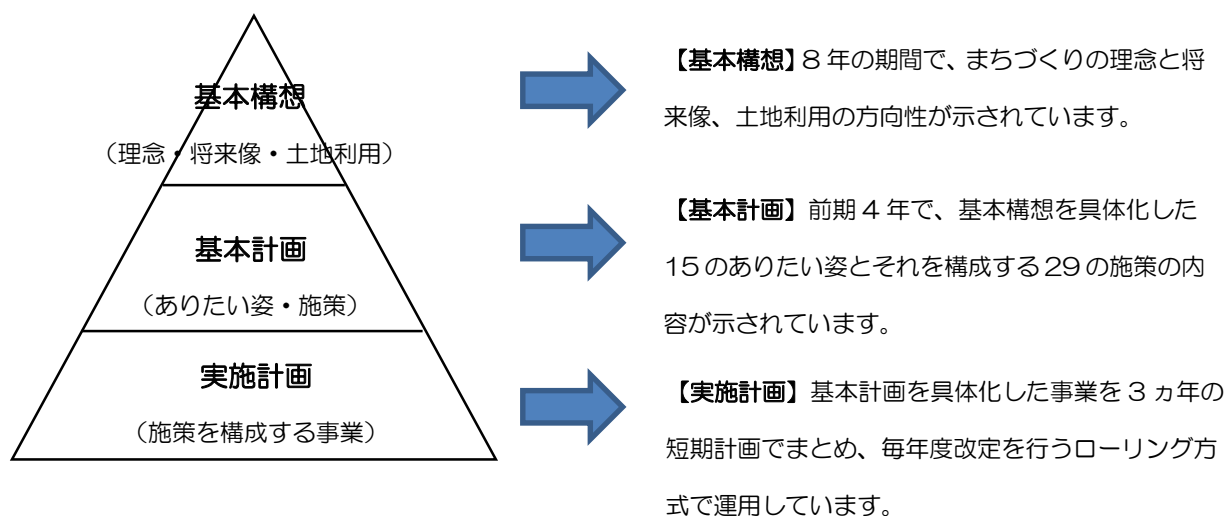 基本構想
（理念・将来像・土地利用）
基本計画
（ありたい姿・施策）
実施計画
（施策を構成する事業）
【基本構想】８年の期間で、まちづくりの理念と将
来像、土地利用の方向性が示されています。
【基本計画】前期４年で、基本構想を具体化した
15のありたい姿とそれを構成する29の施策の内
容が示されています。
【実施計画】基本計画を具体化した事業を３ヵ年の
短期計画でまとめ、毎年度改定を行うローリング方
式で運用しています。